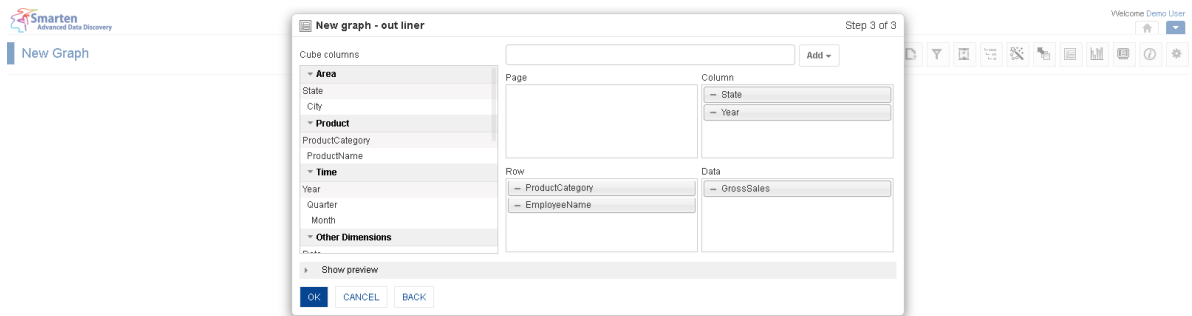 Smarten
Advanced Data Discovery
Welcome Demo User
New Graph
New graph - out liner
Step 3 of 3
Cube columns
Add
Area
State
City
Product
ProductCategory
ProductName
Time
Year
Quarter
Month
Other Dimensions
Date
Page
Column
State
Year
Row
ProductCategory
EmployeeName
Data
GrossSales
Show preview
OK
CANCEL
BACK